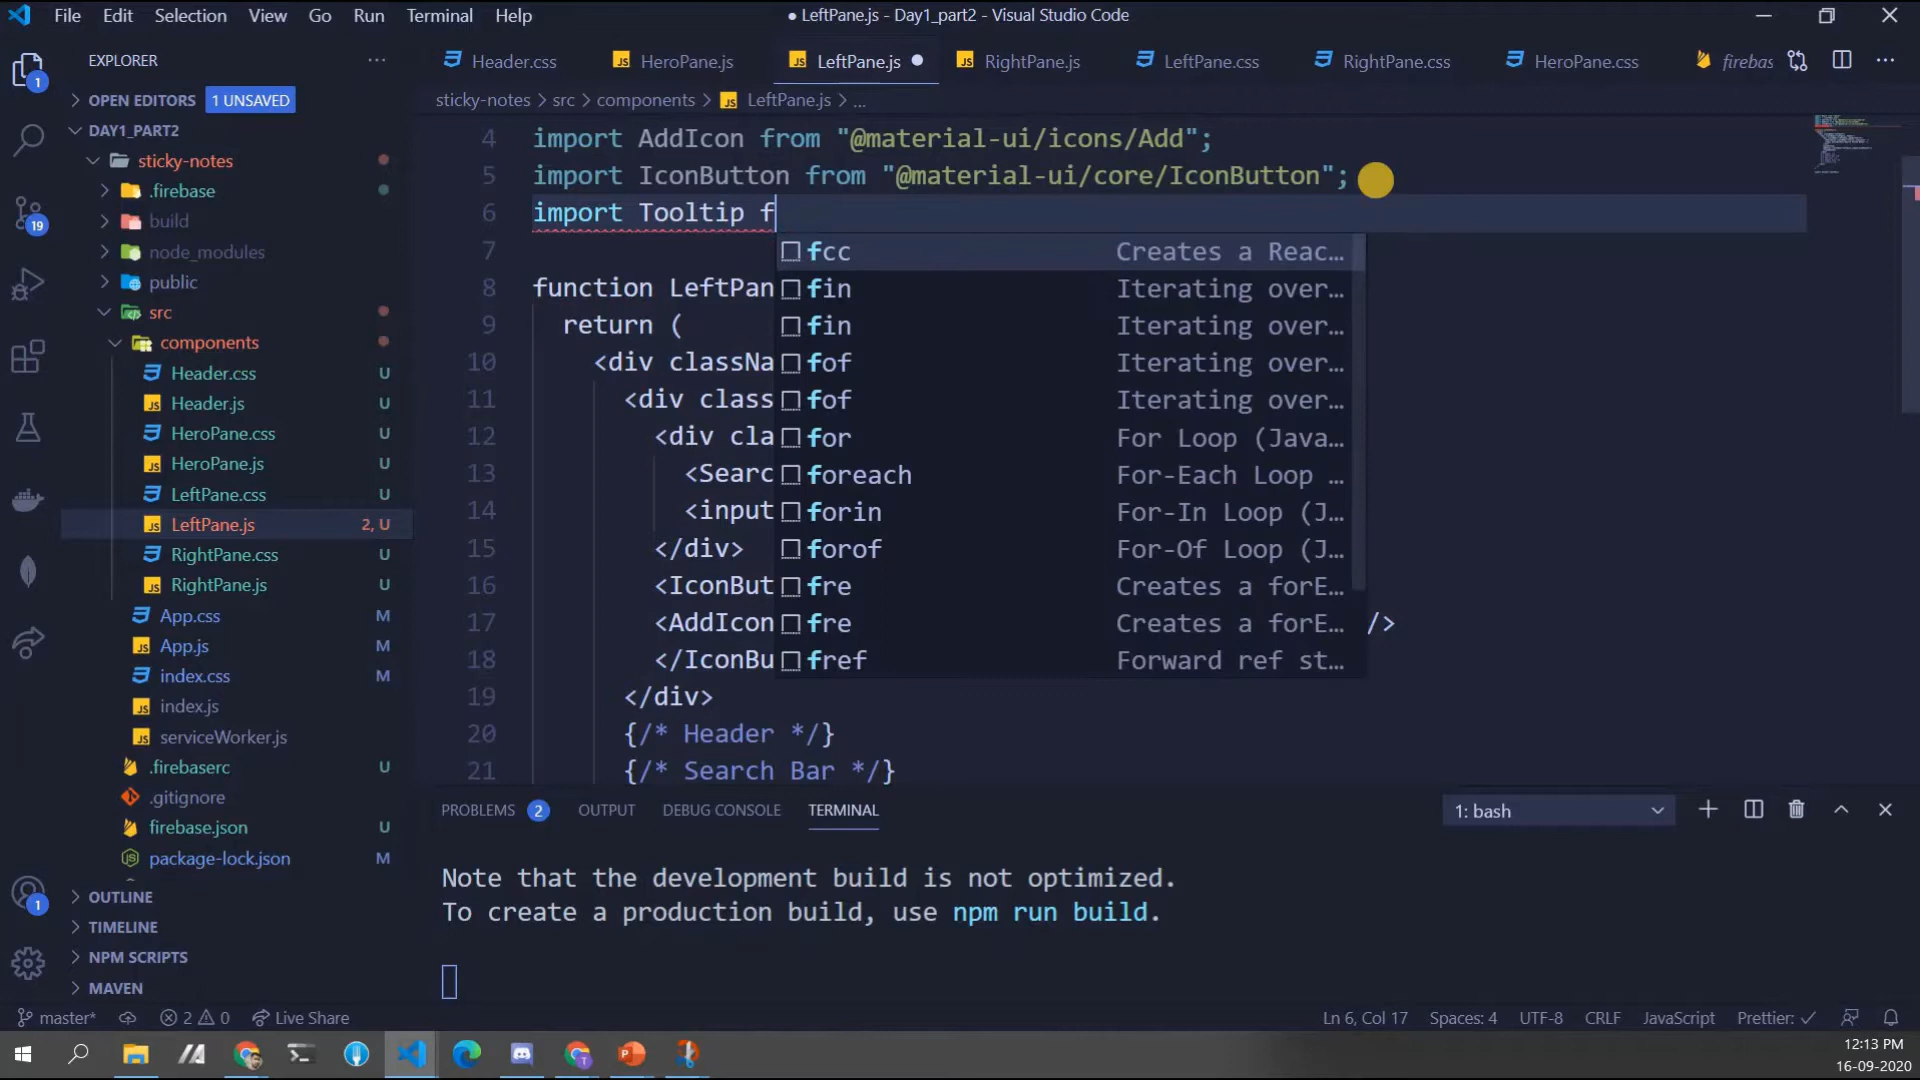 File Edit Selection View Go Run Terminal Help
● LeftPane.js - Day1_part2 - Visual Studio Code
EXPLORER
OPEN EDITORS 1 UNSAVED
DAY1_PART2
sticky-notes
.firebase
build
node_modules
public
src
components
Header.css U
Header.js U
HeroPane.css U
HeroPane.js U
LeftPane.css U
LeftPane.js 2, U
RightPane.css U
RightPane.js U
App.css M
App.js M
index.css M
index.js
serviceWorker.js
.firebaserc U
.gitignore
firebase.json U
package-lock.json M
OUTLINE
TIMELINE
NPM SCRIPTS
MAVEN
1
19
1
Header.css HeroPane.js LeftPane.js ● RightPane.js LeftPane.css RightPane.css HeroPane.css firebas
sticky-notes > src > components > LeftPane.js > ...
4 import AddIcon from "@material-ui/icons/Add";
5 import IconButton from "@material-ui/core/IconButton";
6 import Tooltip f
7
8 function LeftPan
9 return (
10 <div classNa
11 <div class
12 <div cla
13 <Searc
14 <input
15 </div>
16 <IconBut
17 <AddIcon />
18 </IconBu
19 </div>
20 {/* Header */}
21 {/* Search Bar */}
fcc Creates a Reac...
fin Iterating over...
fin Iterating over...
fof Iterating over...
fof Iterating over...
for For Loop (Java...
foreach For-Each Loop ...
forin For-In Loop (J...
forof For-Of Loop (J...
fre Creates a forE...
fre Creates a forE...
fref Forward ref st...
PROBLEMS 2 OUTPUT DEBUG CONSOLE TERMINAL
1: bash
Note that the development build is not optimized.
To create a production build, use npm run build.
master* 2 0 Live Share
Ln 6, Col 17 Spaces: 4 UTF-8 CRLF JavaScript Prettier: ✓
12:13 PM
16-09-2020